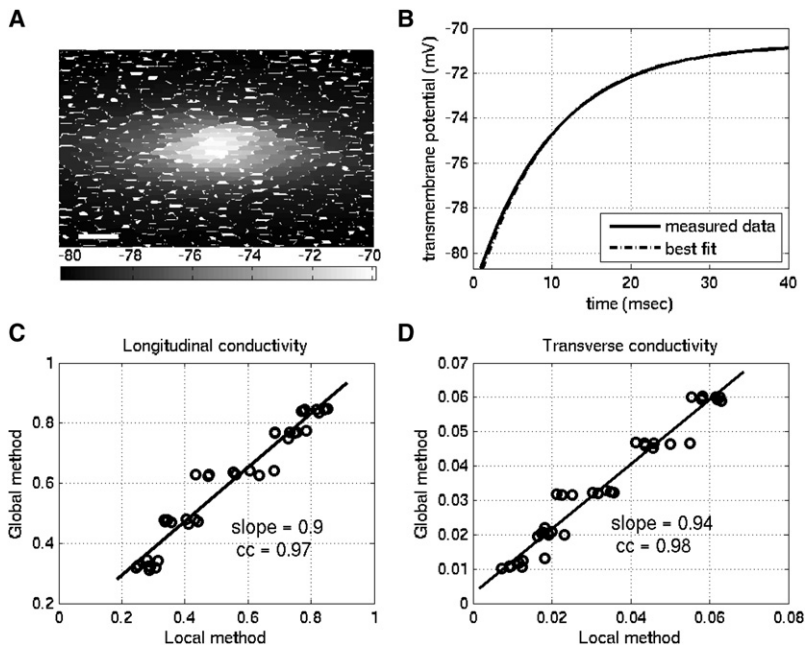 A
-80 -78 -76 -74 -72 -70
B
-70
-72
-74
-76
-78
-80
transmembrane potential (mV)
measured data
best fit
0 10 20 30 40
time (msec)
C
Longitudinal conductivity
1
0.8
0.6
0.4
0.2
Global method
slope = 0.9
cc = 0.97
0 0.2 0.4 0.6 0.8 1
Local method
D
Transverse conductivity
0.07
0.06
0.05
0.04
0.03
0.02
0.01
0
Global method
slope = 0.94
cc = 0.98
0 0.02 0.04 0.06 0.08
Local method